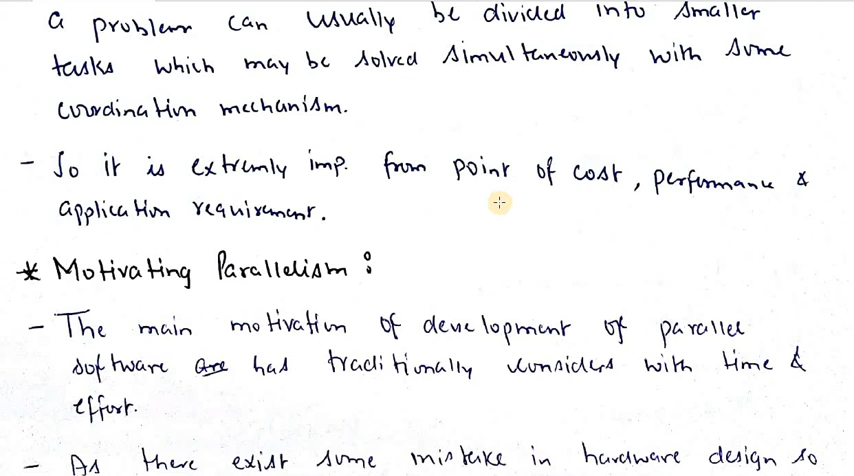 a problem can usually be divided into smaller
tasks which may be solved simultaneously with some
coordination mechanism.
- So it is extremly imp. from point of cost, performance &
application requirement.
* Motivating Parallelism :
- The main motivation of development of parallel
software are has traditionally considers with time &
effort.
- As there exist some mistake in hardware design so